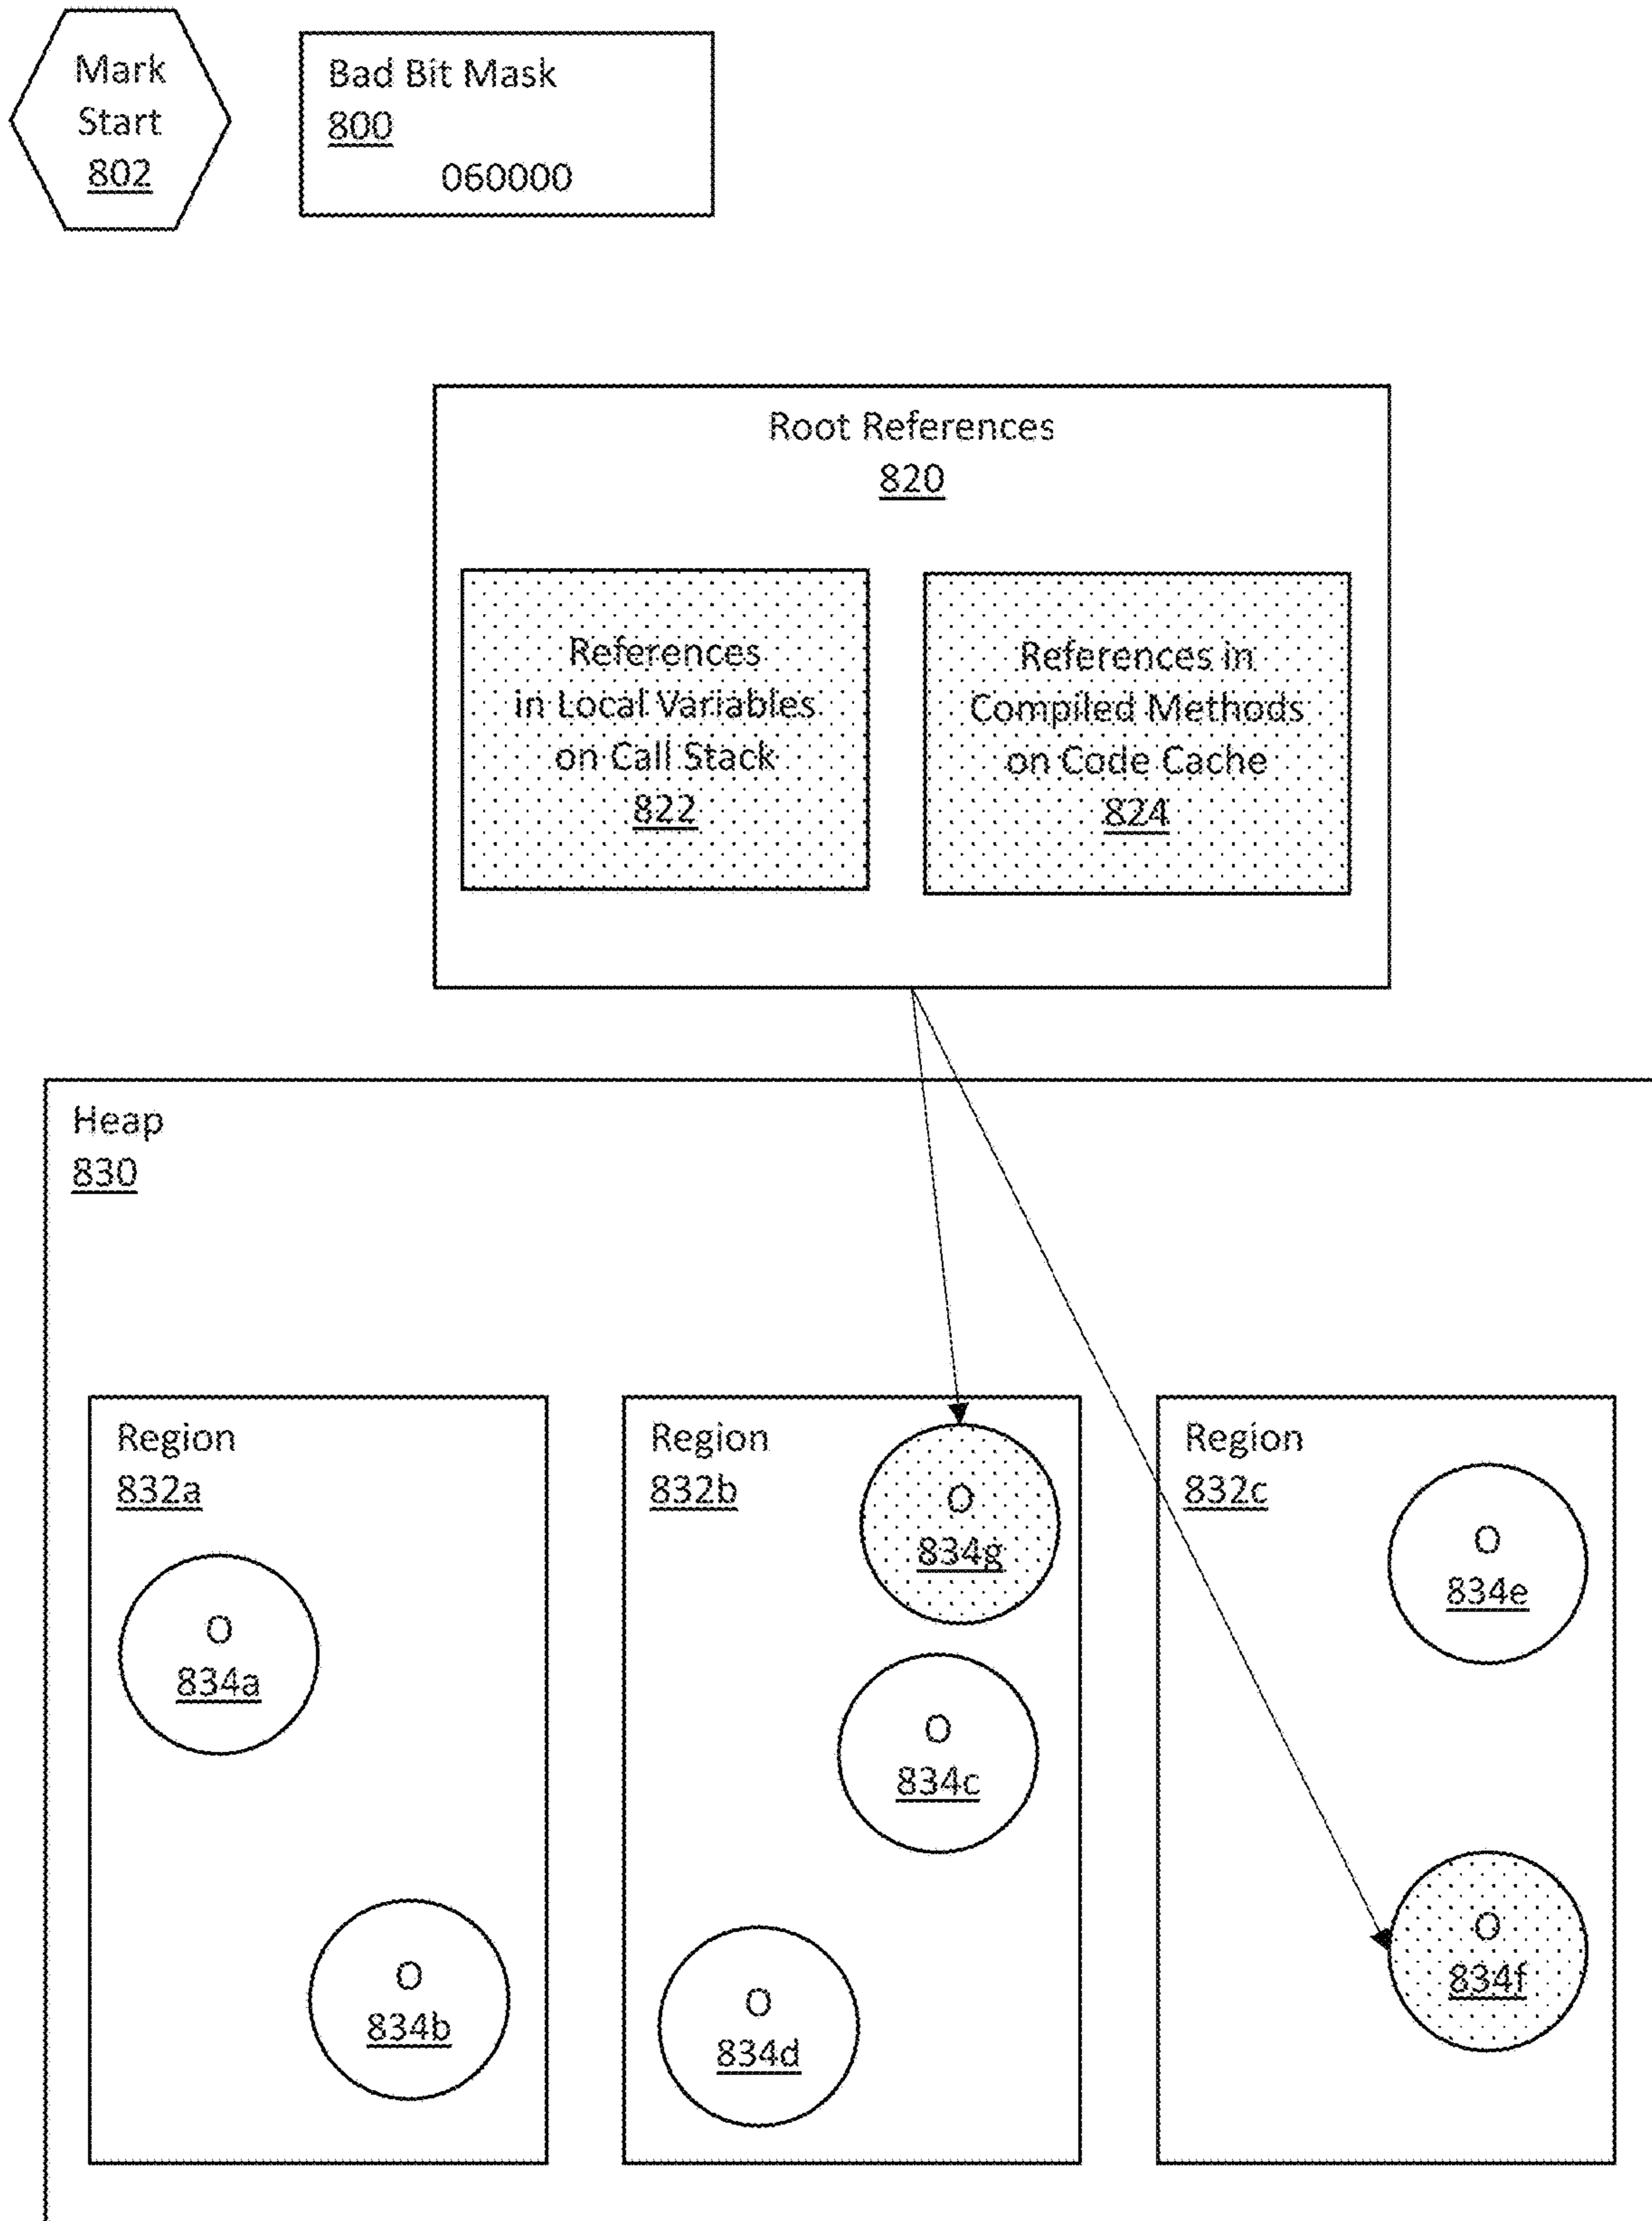 Mark
Start
802
Bad Bit Mask
800
060000
Root References
820
References
in Local Variables
on Call Stack
822
References in
Compiled Methods
on Code Cache
824
Heap
830
Region
832a
O
834a
O
834b
Region
832b
O
834g
O
834c
O
834d
Region
832c
O
834e
O
834f